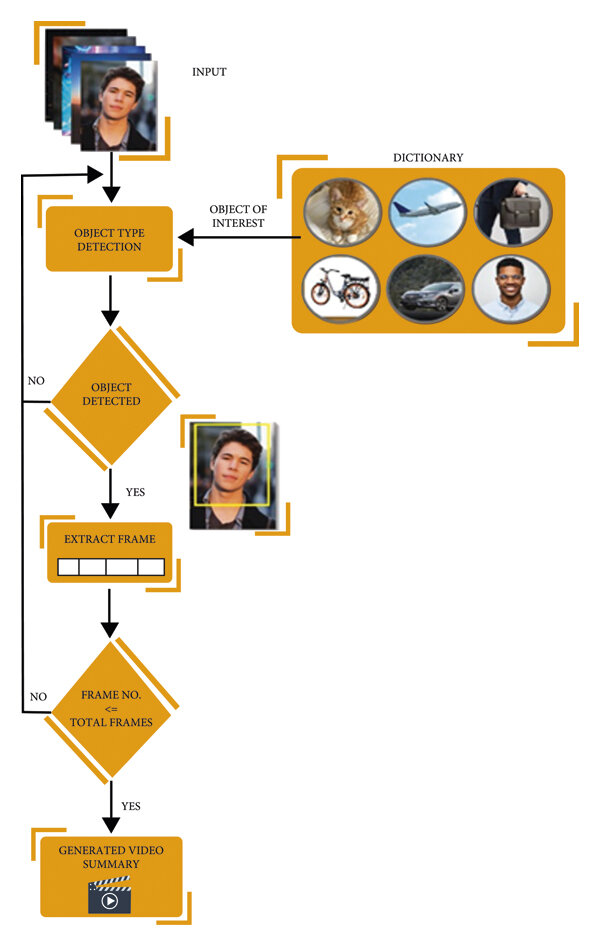 INPUT
DICTIONARY
OBJECT OF
INTEREST
OBJECT TYPE
DETECTION
NO
OBJECT
DETECTED
YES
EXTRACT FRAME
NO
FRAME NO.
<=
TOTAL FRAMES
YES
GENERATED VIDEO
SUMMARY